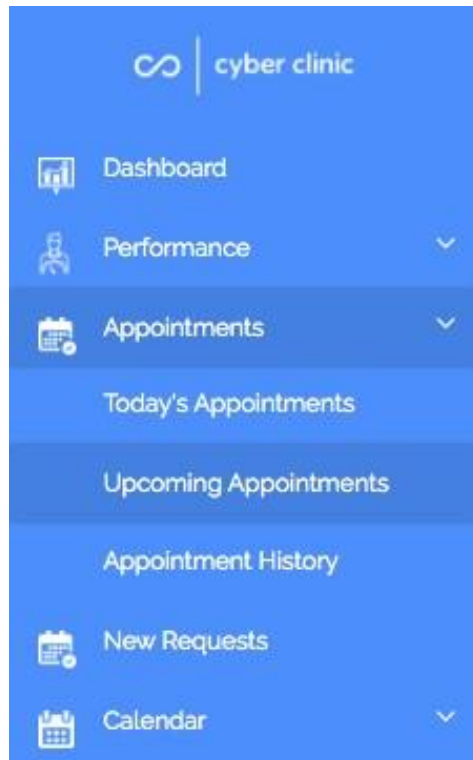 cyber clinic
Dashboard
Performance
Appointments
Today's Appointments
Upcoming Appointments
Appointment History
New Requests
Calendar